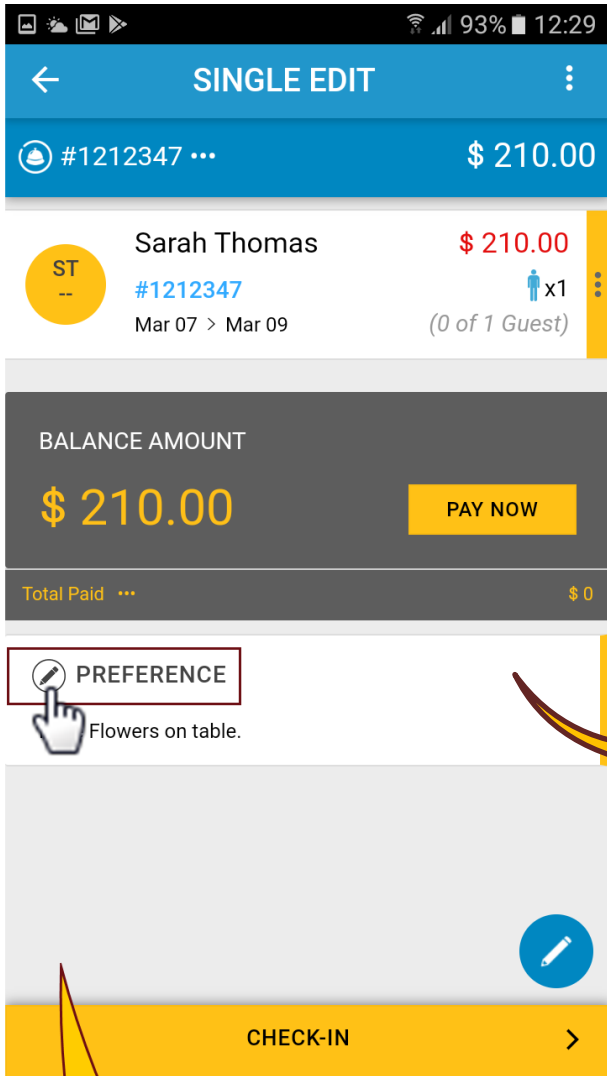 93% 12:29
SINGLE EDIT
#1212347 ••• $ 210.00
Sarah Thomas $ 210.00
ST
--
#1212347 x1
Mar 07 > Mar 09 (0 of 1 Guest)
BALANCE AMOUNT
$ 210.00 PAY NOW
Total Paid ••• $ 0
PREFERENCE
Flowers on table.
CHECK-IN >